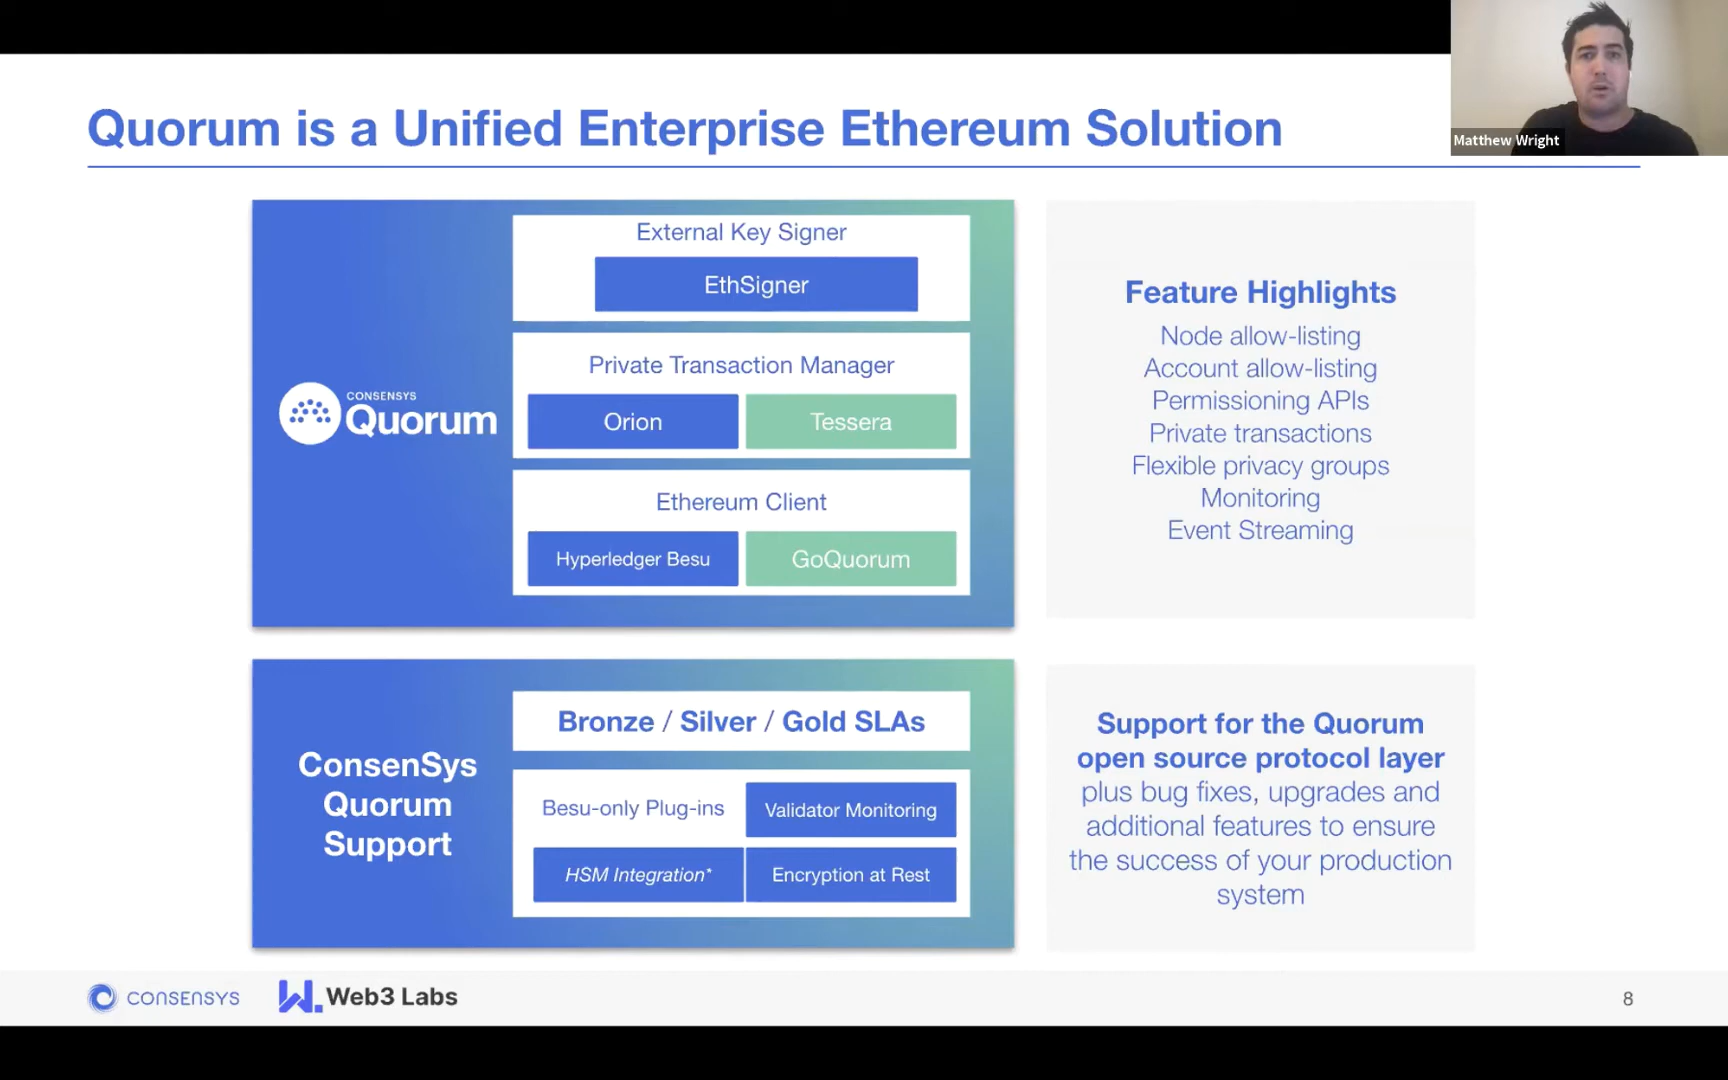 Quorum is a Unified Enterprise Ethereum Solution
Matthew Wright
CONSENSYS
Quorum
External Key Signer
EthSigner
Private Transaction Manager
Orion
Tessera
Ethereum Client
Hyperledger Besu
GoQuorum
Feature Highlights
Node allow-listing
Account allow-listing
Permissioning APIs
Private transactions
Flexible privacy groups
Monitoring
Event Streaming
ConsenSys
Quorum
Support
Bronze / Silver / Gold SLAs
Besu-only Plug-ins
Validator Monitoring
HSM Integration*
Encryption at Rest
Support for the Quorum
open source protocol layer
plus bug fixes, upgrades and
additional features to ensure
the success of your production
system
CONSENSYS
Web3 Labs
8